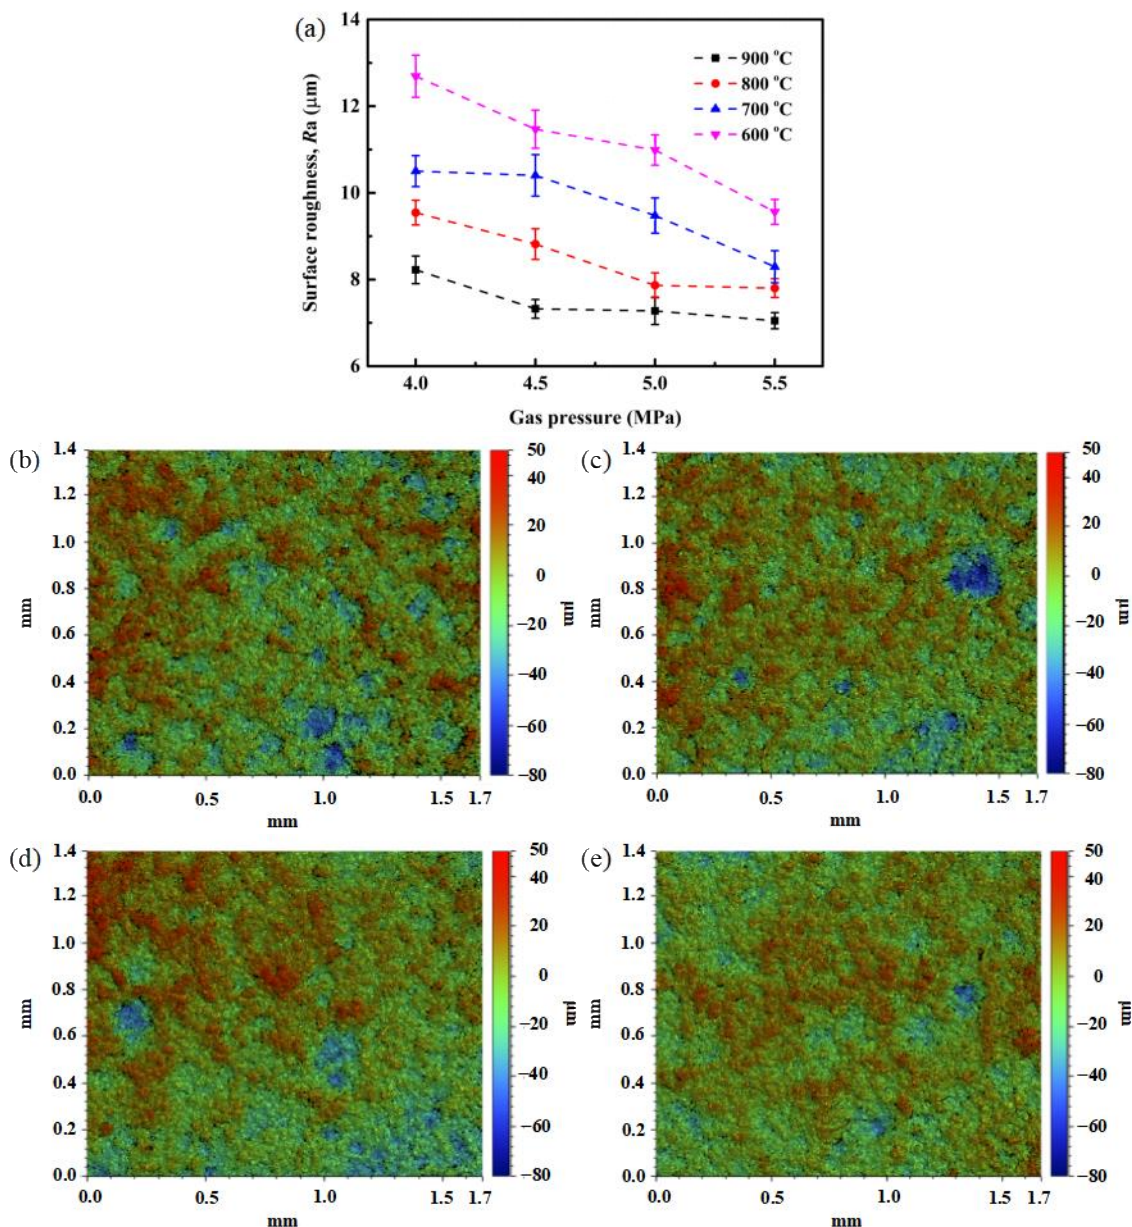 (a)
14
12
10
8
6
Surface roughness, Ra (μm)
900 °C
800 °C
700 °C
600 °C
4.0 4.5 5.0 5.5
Gas pressure (MPa)
(b)
1.4
1.2
1.0
0.8
0.6
0.4
0.2
0.0
mm
0.0 0.5 1.0 1.5 1.7
mm
50
40
20
0
−20
−40
−60
−80
μm
(c)
1.4
1.2
1.0
0.8
0.6
0.4
0.2
0.0
mm
0.0 0.5 1.0 1.5 1.7
mm
50
40
20
0
−20
−40
−60
−80
μm
(d)
1.4
1.2
1.0
0.8
0.6
0.4
0.2
0.0
mm
0.0 0.5 1.0 1.5 1.7
mm
50
40
20
0
−20
−40
−60
−80
μm
(e)
1.4
1.2
1.0
0.8
0.6
0.4
0.2
0.0
mm
0.0 0.5 1.0 1.5 1.7
mm
50
40
20
0
−20
−40
−60
−80
μm